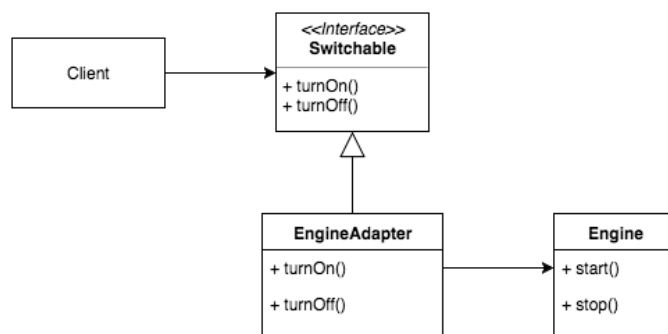 <<Interface>>
Switchable
Client
+ turnOn()
+ turnOff()
EngineAdapter
+ turnOn()
+ turnOff()
Engine
+ start()
+ stop()